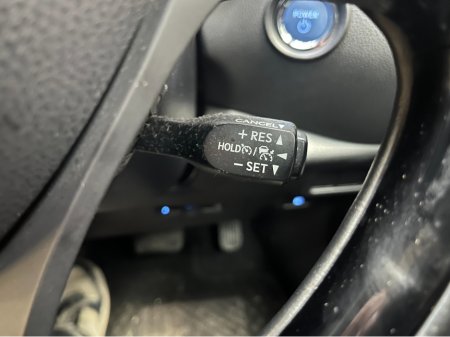 POWER
CANCEL▼
+ RES ▲
HOLD / ◄
− SET ▼